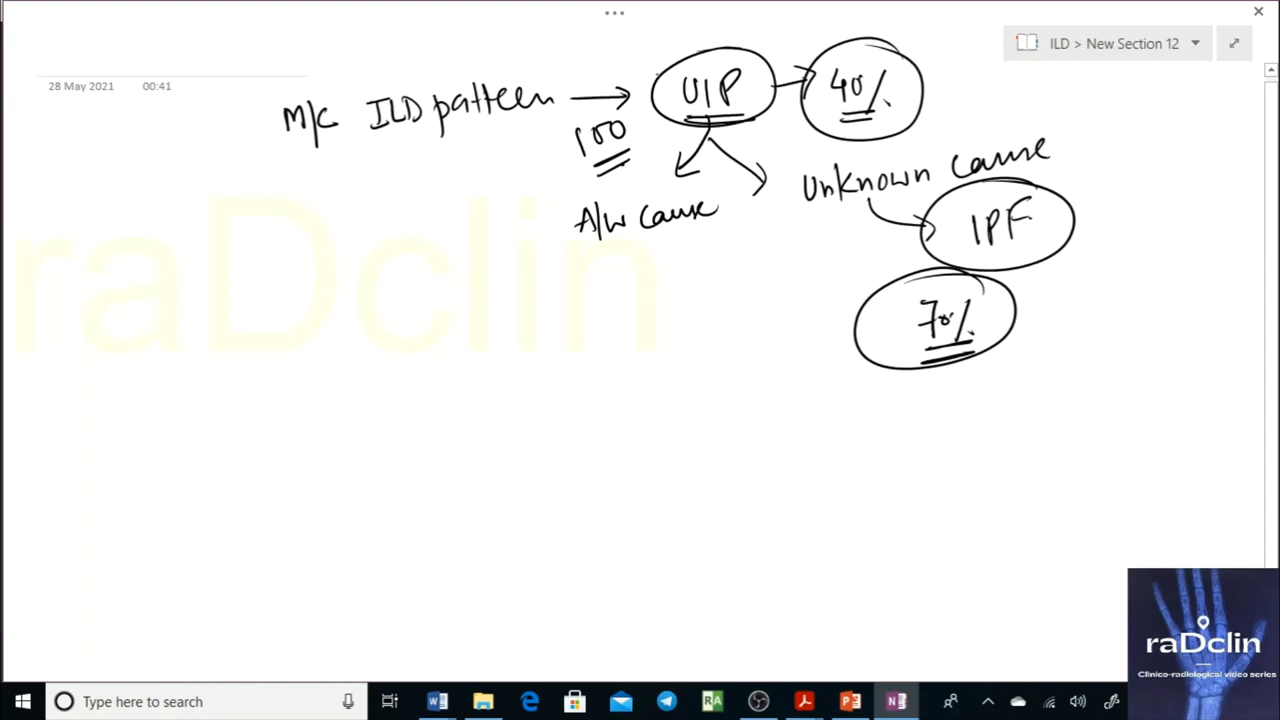 ILD > New Section 12
28 May 2021 00:41
M/C ILD pattern → UIP → 40%
100
A/w cause
Unknown cause
IPF
70%
raDclin
raDclin
Clinico-radiological video series
Type here to search